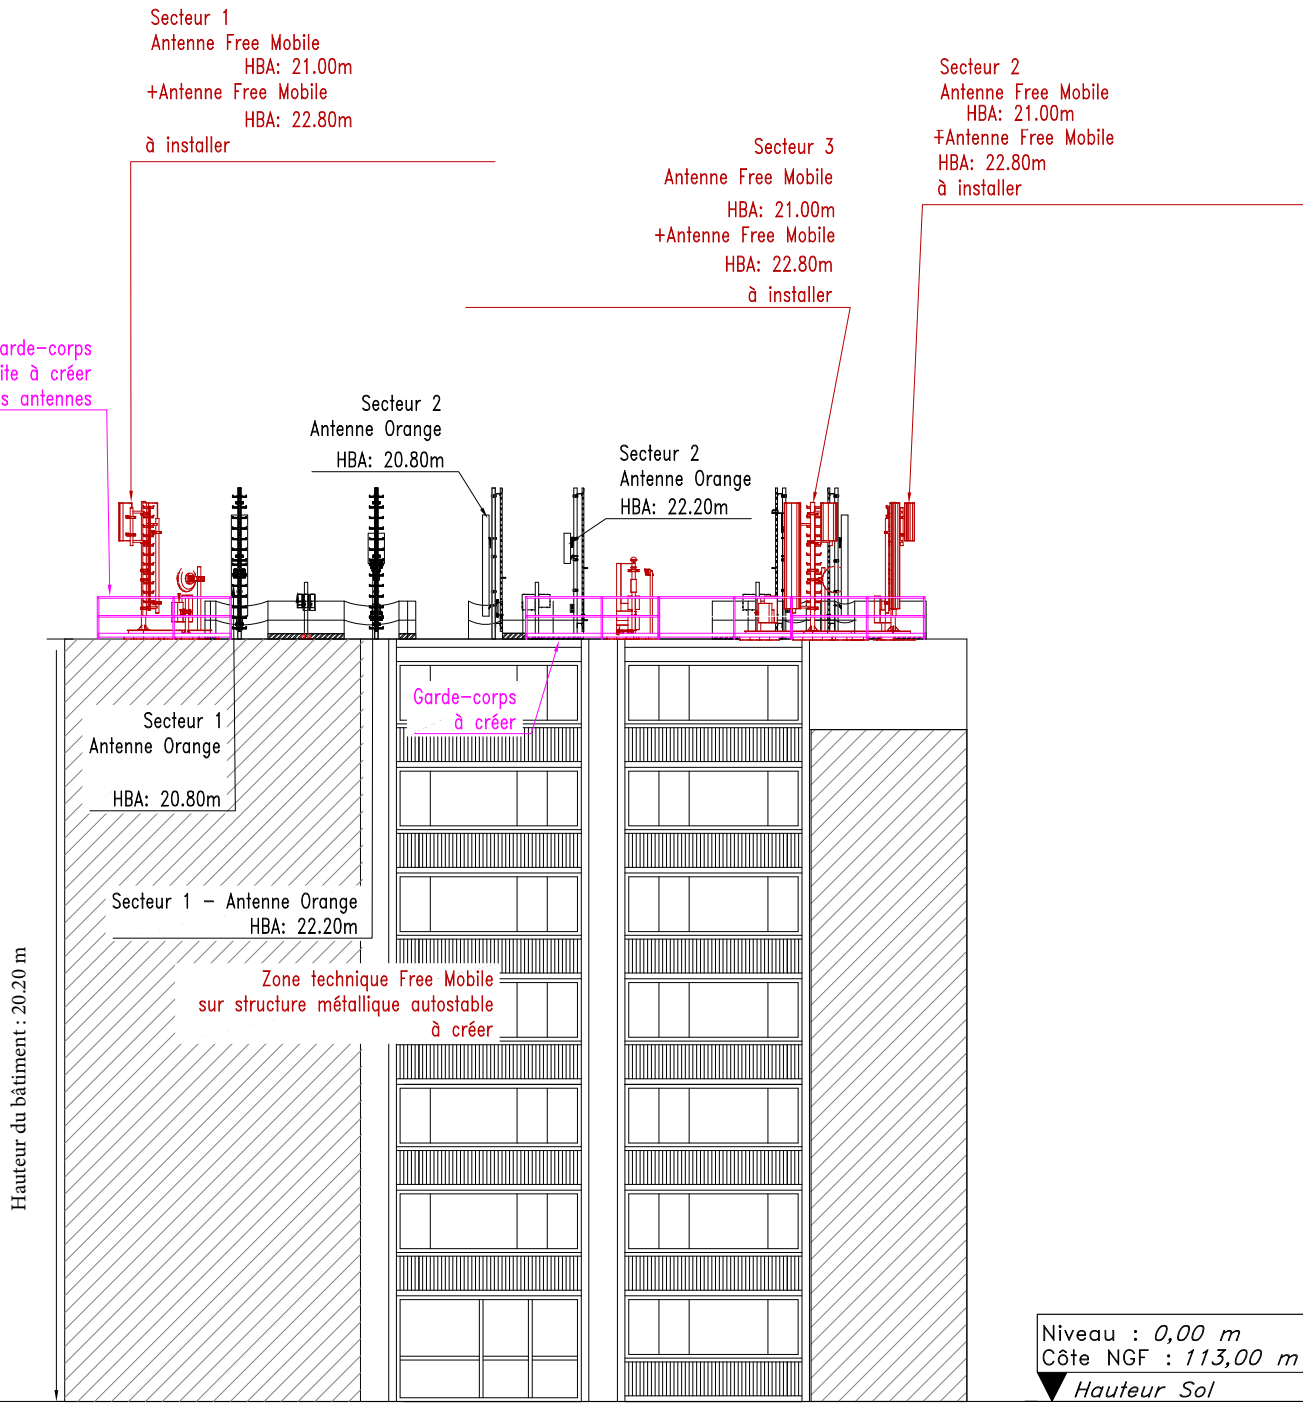 Secteur 1
Antenne Free Mobile
HBA: 21.00m
+Antenne Free Mobile
HBA: 22.80m
à installer
Secteur 2
Antenne Free Mobile
HBA: 21.00m
+Antenne Free Mobile
HBA: 22.80m
à installer
Secteur 3
Antenne Free Mobile
HBA: 21.00m
+Antenne Free Mobile
HBA: 22.80m
à installer
arde-corps
ite à créer
s antennes
Secteur 2
Antenne Orange
HBA: 20.80m
Secteur 2
Antenne Orange
HBA: 22.20m
Garde-corps
à créer
Secteur 1
Antenne Orange
HBA: 20.80m
Secteur 1 - Antenne Orange
HBA: 22.20m
Zone technique Free Mobile
sur structure métallique autostable
à créer
Hauteur du bâtiment : 20.20 m
Niveau : 0,00 m
Côte NGF : 113,00 m
Hauteur Sol